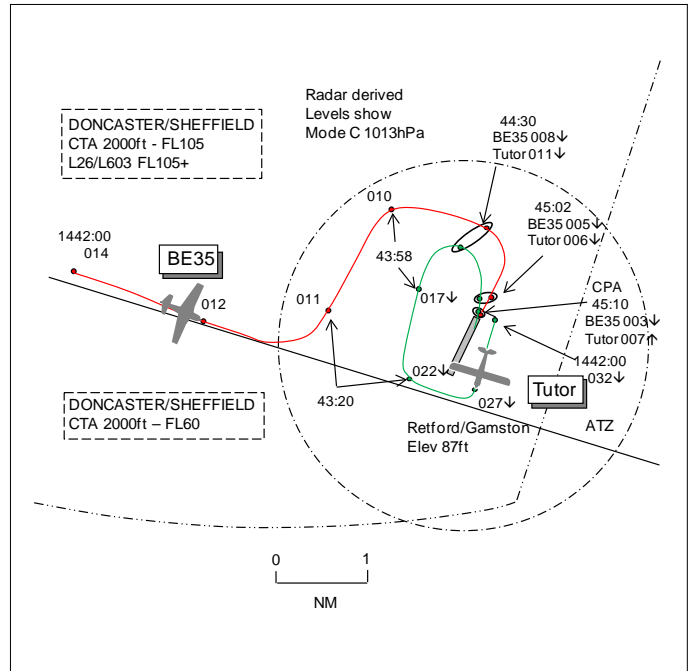 Radar derived
Levels show
Mode C 1013hPa
44:30
BE35 008↓
Tutor 011↓
DONCASTER/SHEFFIELD
CTA 2000ft - FL105
L26/L603 FL105+
010
45:02
BE35 005↓
Tutor 006↓
1442:00
014
BE35
43:58
012
011
017↓
CPA
45:10
BE35 003↓
Tutor 007↑
1442:00
032↓
022↓
Tutor
43:20
027↓
DONCASTER/SHEFFIELD
CTA 2000ft – FL60
Retford/Gamston
Elev 87ft
ATZ
0
1
NM